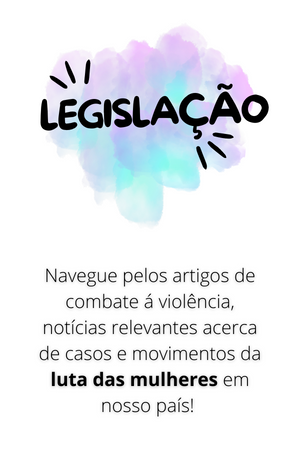 LEGISLAÇÃO
Navegue pelos artigos de
combate á violência,
notícias relevantes acerca
de casos e movimentos da
luta das mulheres em
nosso país!